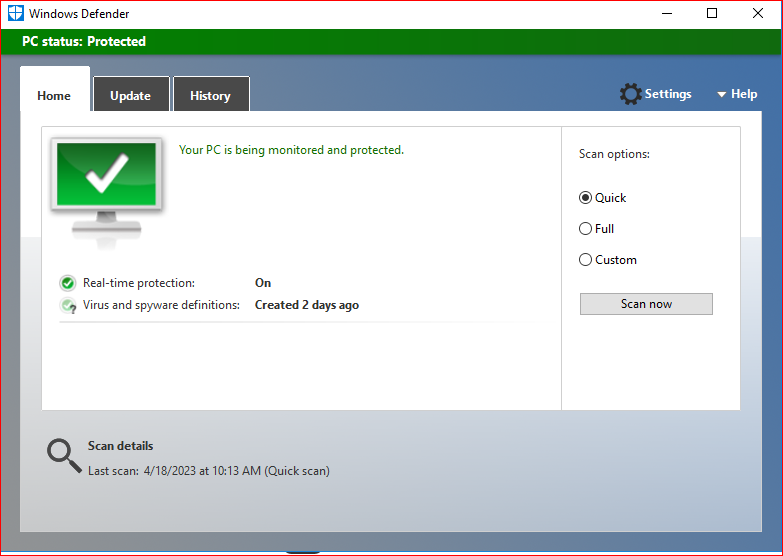 Windows Defender
PC status: Protected
Home
Update
History
Settings
Help
Your PC is being monitored and protected.
Scan options:
Quick
Full
Custom
Scan now
Real-time protection: On
Virus and spyware definitions: Created 2 days ago
Scan details
Last scan: 4/18/2023 at 10:13 AM (Quick scan)